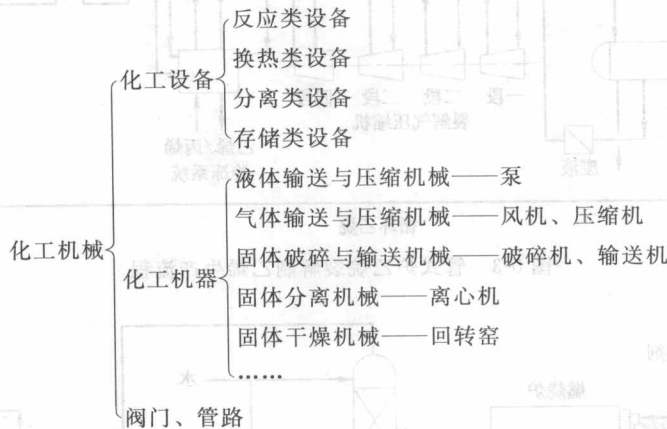 反应类设备
换热类设备
化工设备
分离类设备
存储类设备
液体输送与压缩机械——泵
气体输送与压缩机械——风机、压缩机
化工机械
固体破碎与输送机械——破碎机、输送机
化工机器
固体分离机械——离心机
固体干燥机械——回转窑
……
阀门、管路